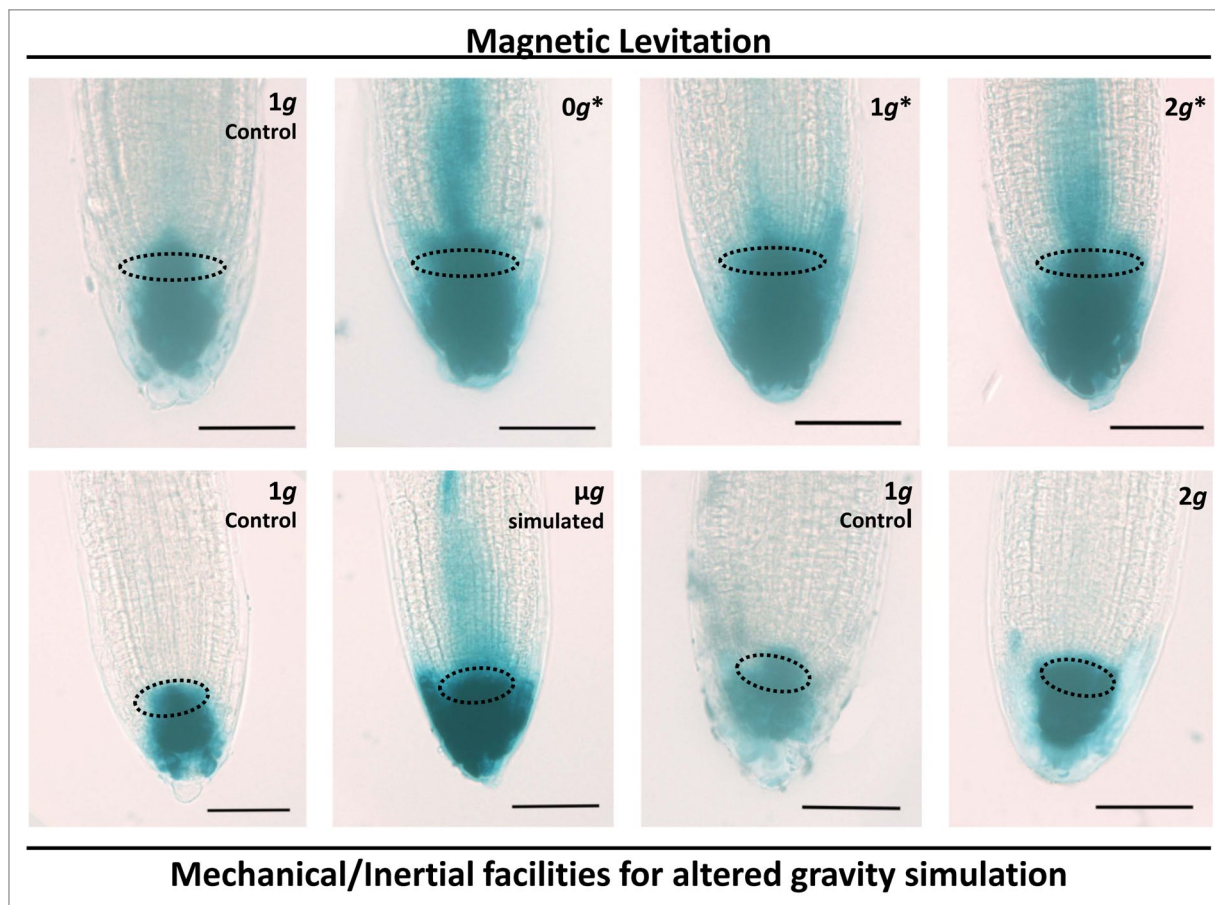 Magnetic Levitation
1g
Control
0g*
1g*
2g*
1g
Control
µg
simulated
1g
Control
2g
Mechanical/Inertial facilities for altered gravity simulation